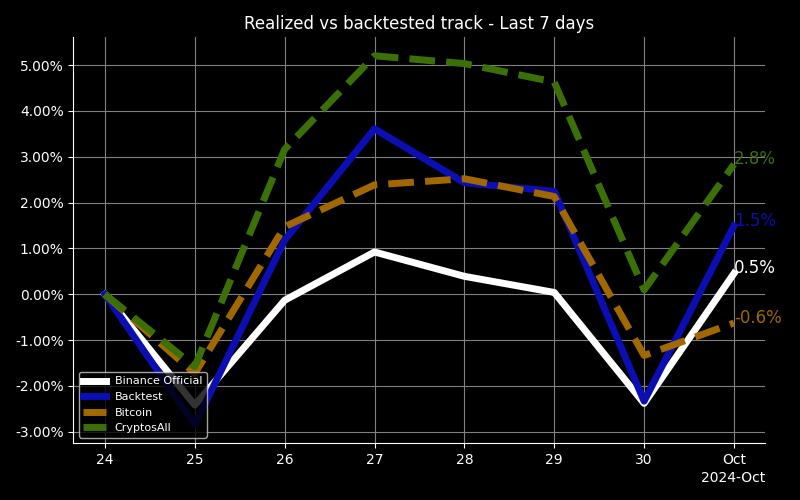 Realized vs backtested track - Last 7 days
5.00%
4.00%
3.00%
2.00%
1.00%
0.00%
-1.00%
-2.00%
-3.00%
2.8%
1.5%
0.5%
-0.6%
Binance Official
Backtest
Bitcoin
CryptosAll
24 25 26 27 28 29 30 Oct
2024-Oct